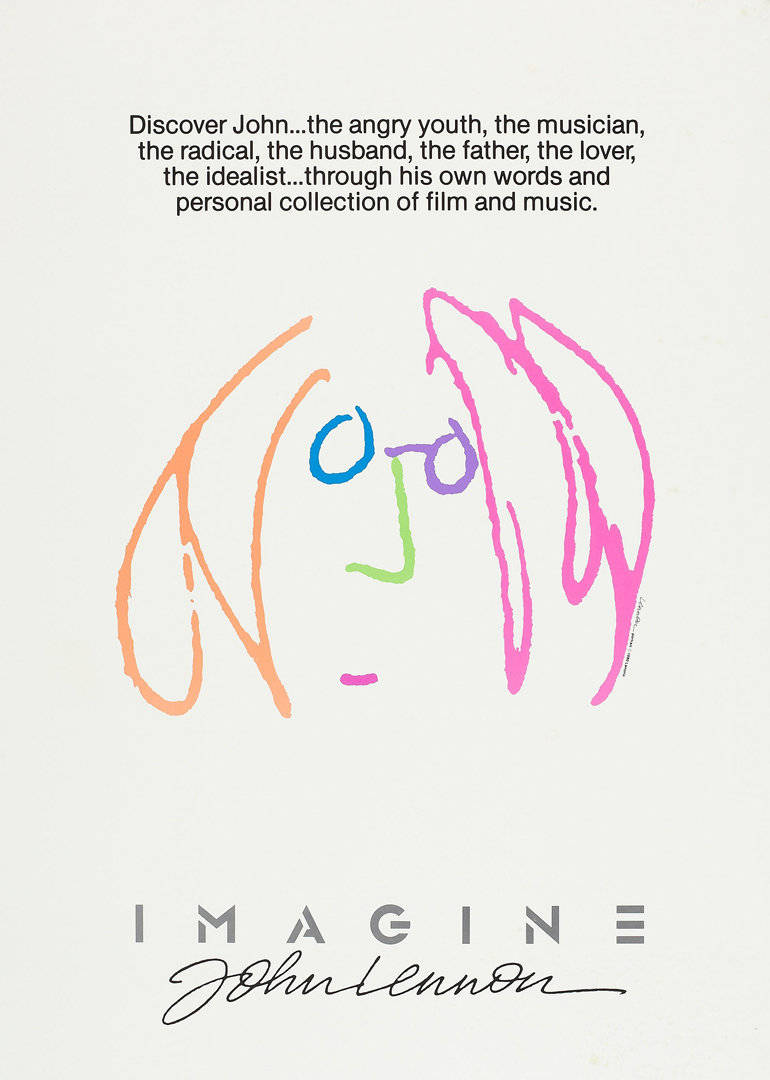 Discover John...the angry youth, the musician,
the radical, the husband, the father, the lover,
the idealist...through his own words and
personal collection of film and music.
IMAGINE
John Lennon